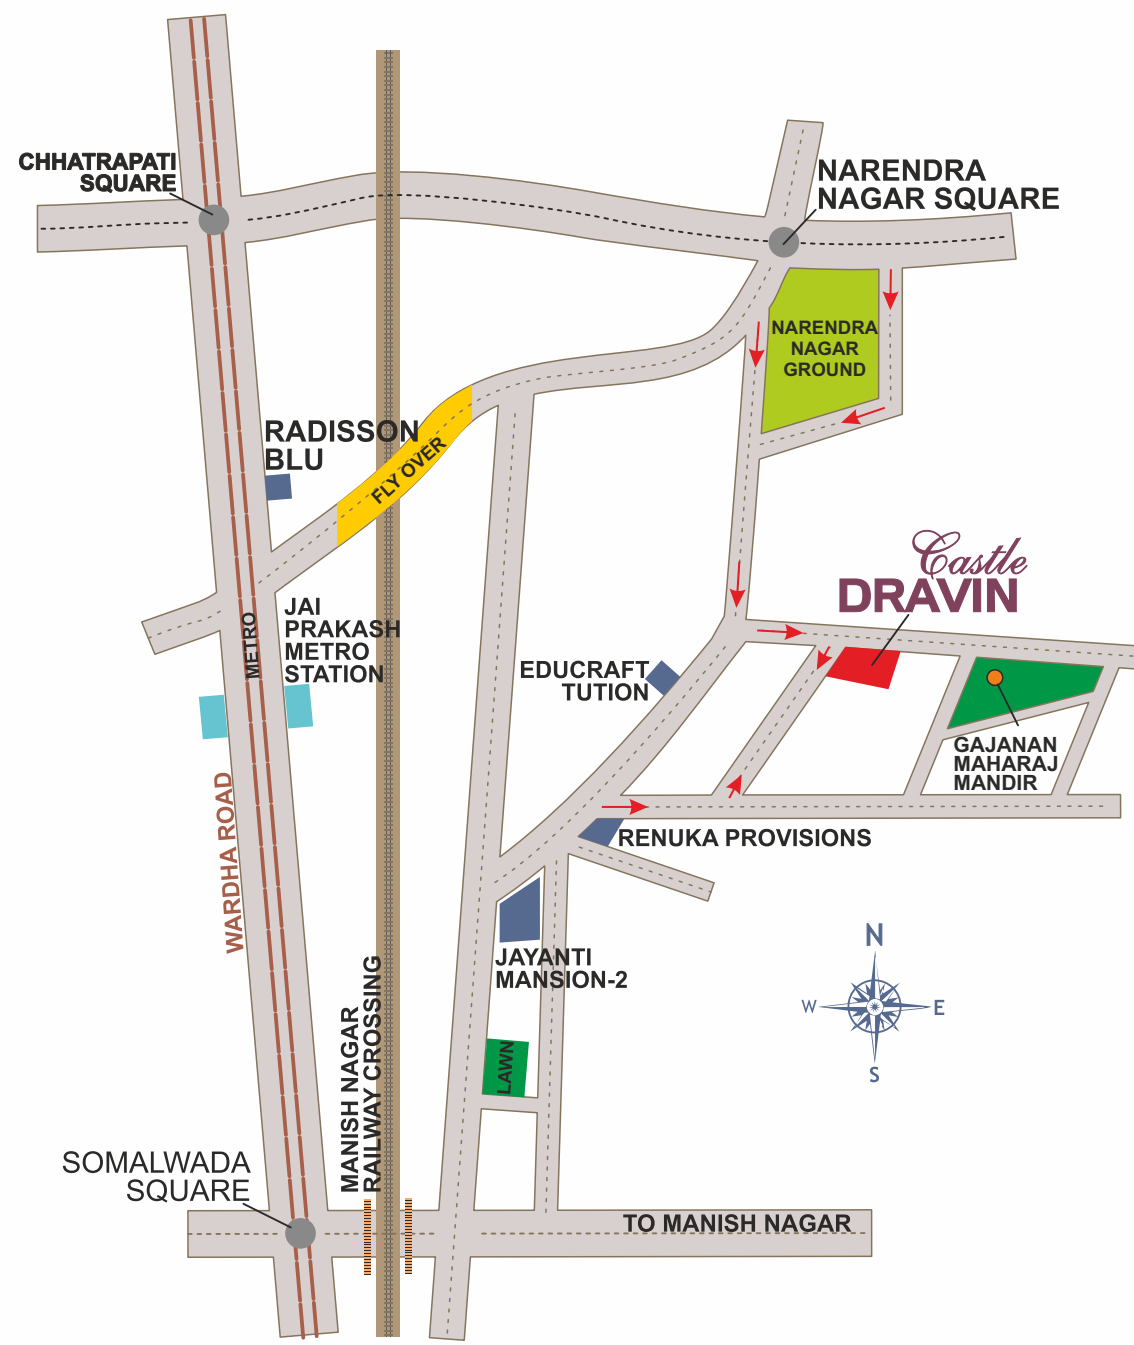 CHHATRAPATI
SQUARE
NARENDRA
NAGAR SQUARE
NARENDRA
NAGAR
GROUND
RADISSON
BLU
FLY OVER
Castle
DRAVIN
JAI
PRAKASH
METRO
STATION
METRO
EDUCRAFT
TUTION
GAJANAN
MAHARAJ
MANDIR
WARDHA ROAD
RENUKA PROVISIONS
JAYANTI
MANSION-2
N
W
E
S
LAWN
MANISH NAGAR
RAILWAY CROSSING
SOMALWADA
SQUARE
TO MANISH NAGAR